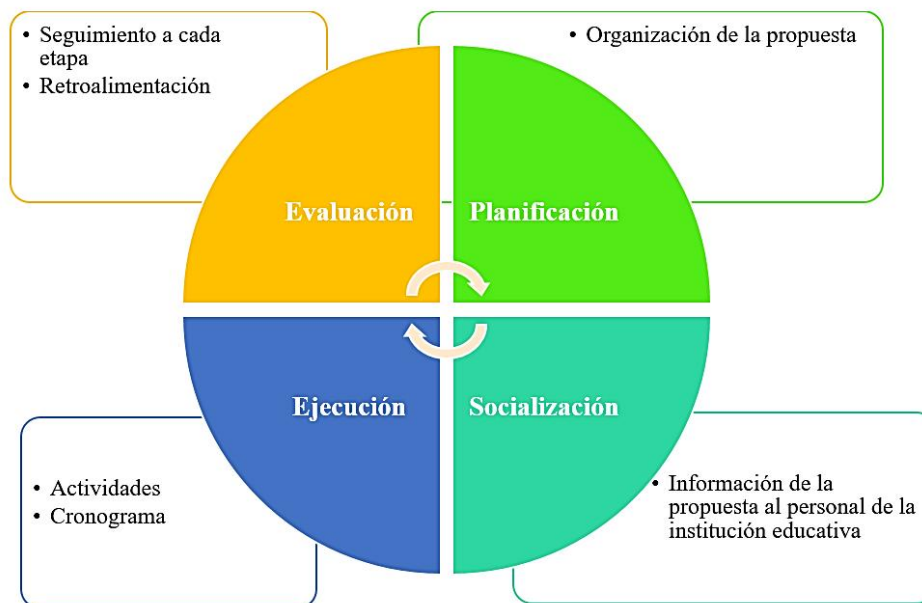 • Seguimiento a cada
etapa
• Retroalimentación
• Organización de la propuesta
Evaluación
Planificación
Ejecución
Socialización
• Actividades
• Cronograma
• Información de la
propuesta al personal de la
institución educativa